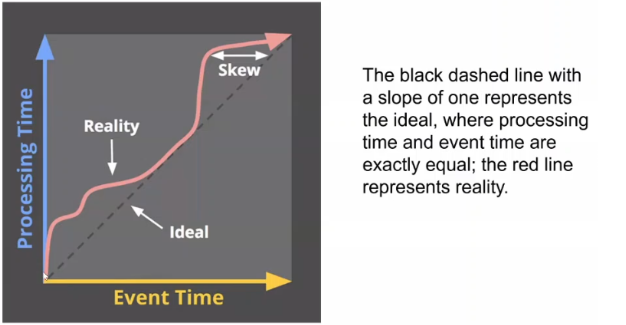 Processing Time
Reality
Skew
Ideal
Event Time
The black dashed line with
a slope of one represents
the ideal, where processing
time and event time are
exactly equal; the red line
represents reality.